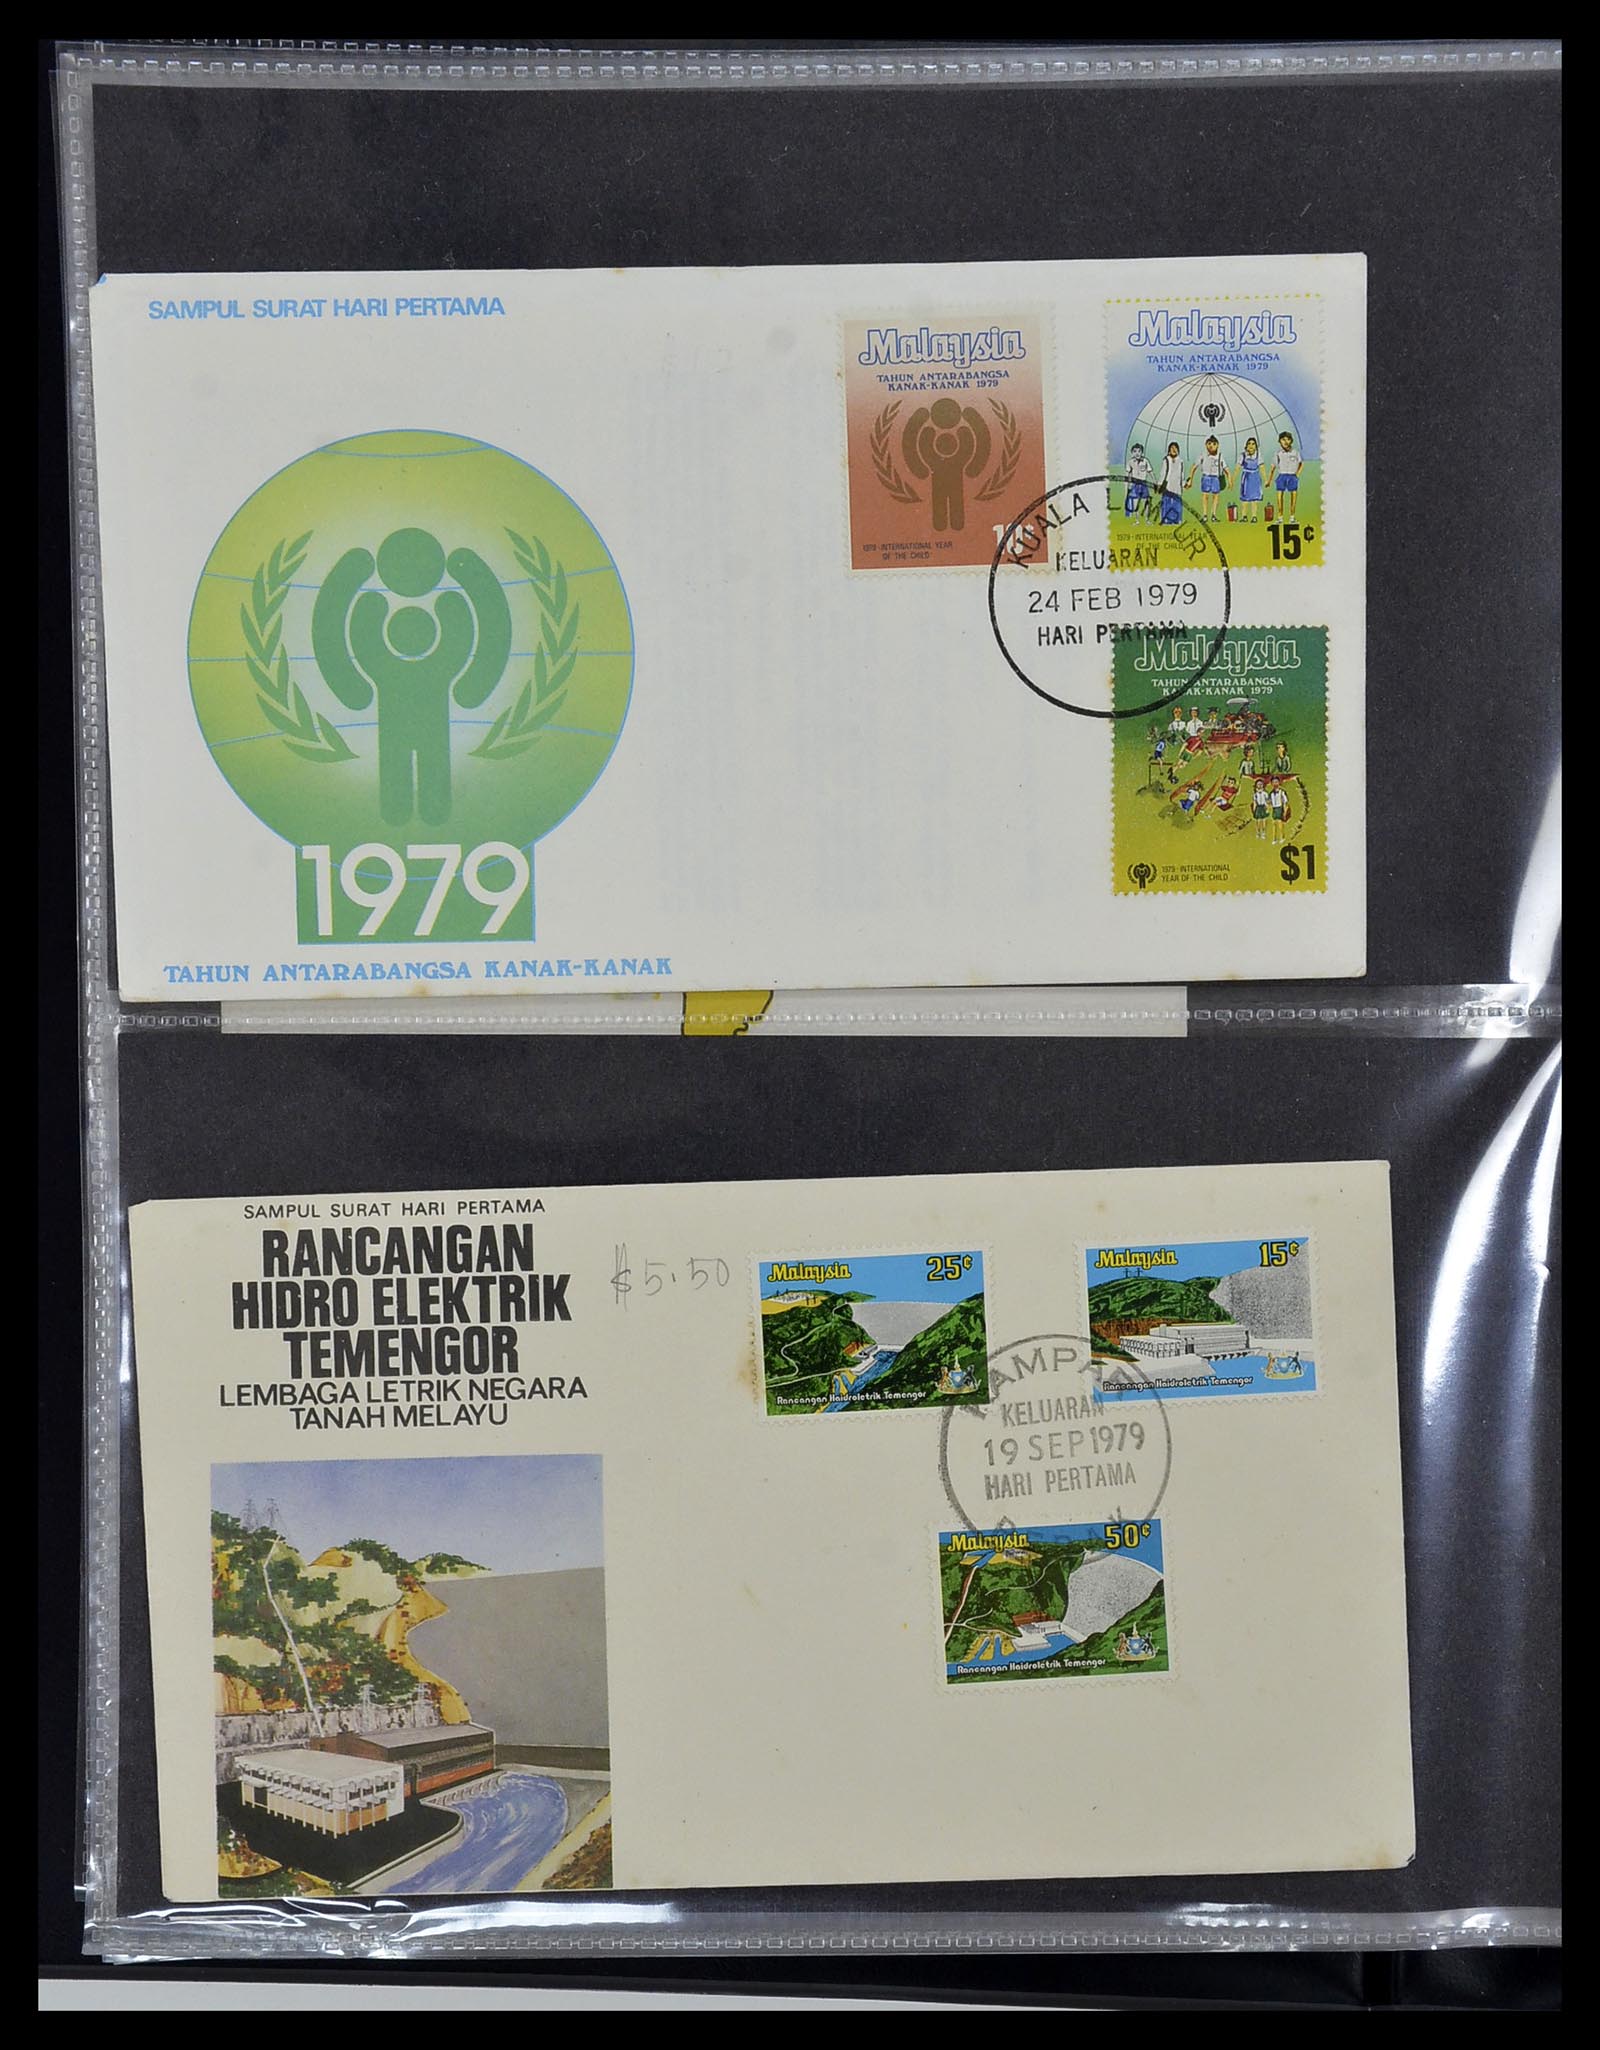 SAMPUL SURAT HARI PERTAMA
1979
TAHUN ANTARABANGSA KANAK-KANAK
Malaysia
TAHUN ANTARABANGSA
KANAK-KANAK 1979
1979 · INTERNATIONAL YEAR
OF THE CHILD
10¢
Malaysia
TAHUN ANTARABANGSA
KANAK-KANAK 1979
1979 · INTERNATIONAL YEAR
OF THE CHILD
15¢
KUALA LUMPUR
KELUARAN
24 FEB 1979
HARI PERTAMA
Malaysia
TAHUN ANTARABANGSA
KANAK-KANAK 1979
1979 · INTERNATIONAL
YEAR OF THE CHILD
$1
SAMPUL SURAT HARI PERTAMA
RANCANGAN
HIDRO ELEKTRIK
TEMENGOR
LEMBAGA LETRIK NEGARA
TANAH MELAYU
$5.50
Malaysia 25¢
Rancangan Haidroletrik Temengor
Malaysia 15¢
Rancangan Haidroletrik Temengor
KELUARAN
19 SEP 1979
HARI PERTAMA
PERAK
Malaysia 50¢
Rancangan Haidroletrik Temengor